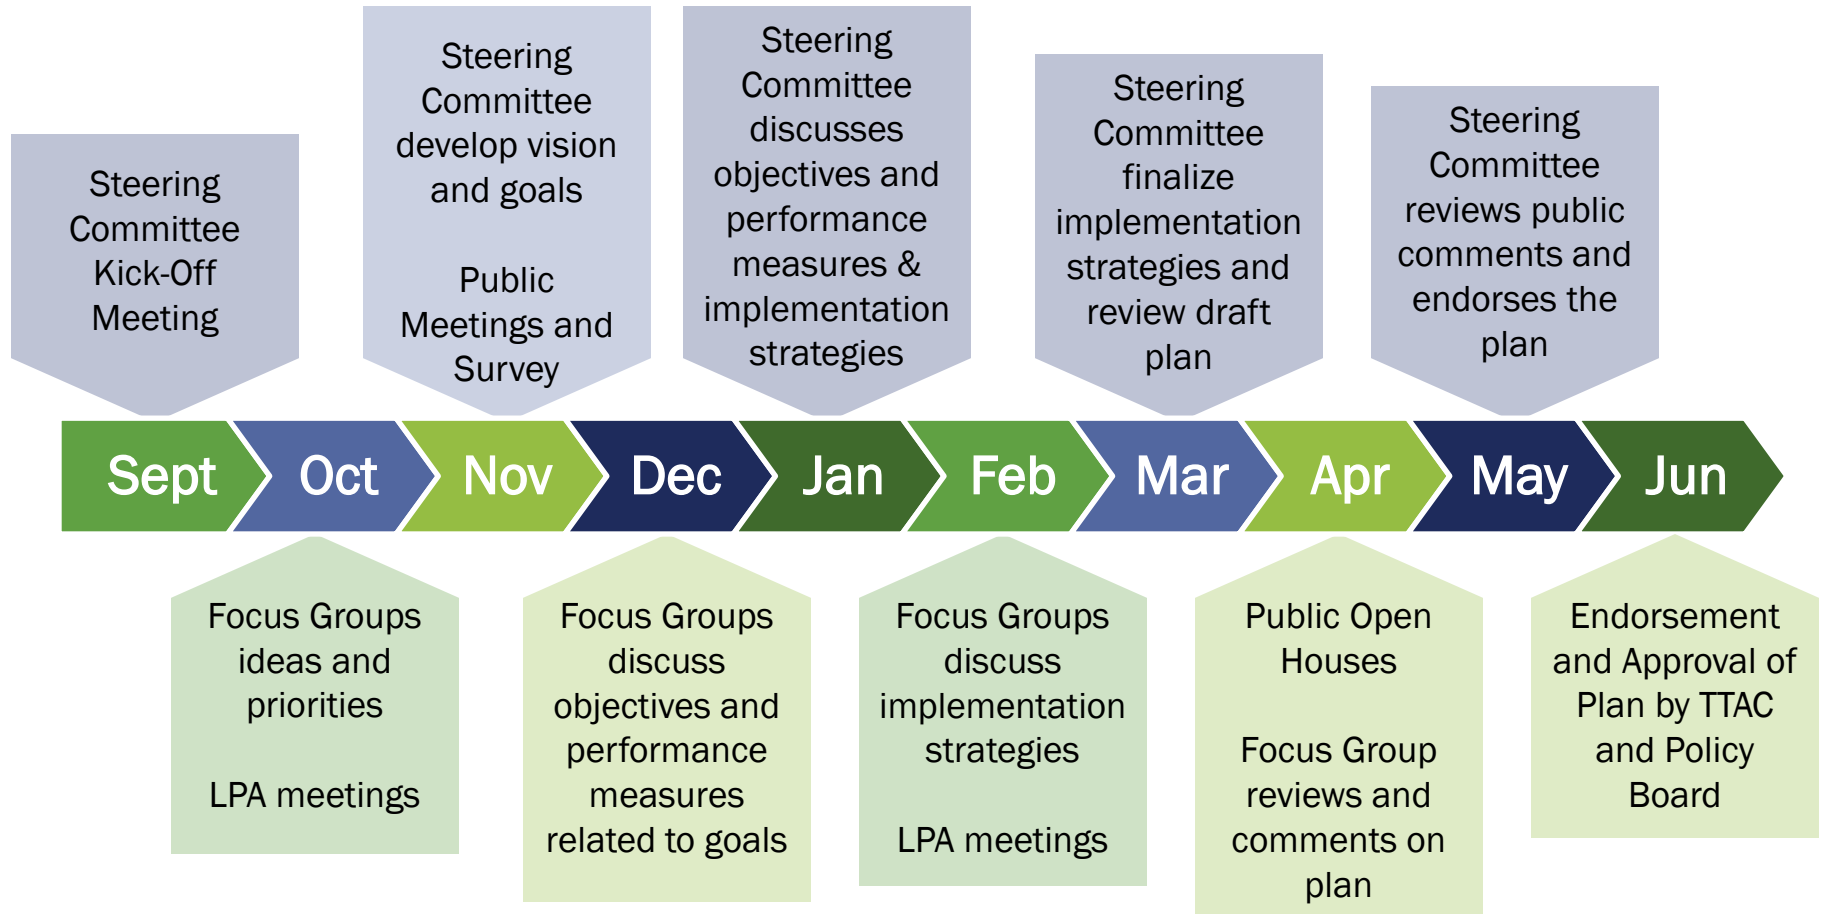 Steering
Committee
Kick-Off
Meeting
Steering
Committee
develop vision
and goals
Public
Meetings and
Survey
Steering
Committee
discusses
objectives and
performance
measures &
implementation
strategies
Steering
Committee
finalize
implementation
strategies and
review draft
plan
Steering
Committee
reviews public
comments and
endorses the
plan
Sept
Oct
Nov
Dec
Jan
Feb
Mar
Apr
May
Jun
Focus Groups
ideas and
priorities
LPA meetings
Focus Groups
discuss
objectives and
performance
measures
related to goals
Focus Groups
discuss
implementation
strategies
LPA meetings
Public Open
Houses
Focus Group
reviews and
comments on
plan
Endorsement
and Approval of
Plan by TTAC
and Policy
Board